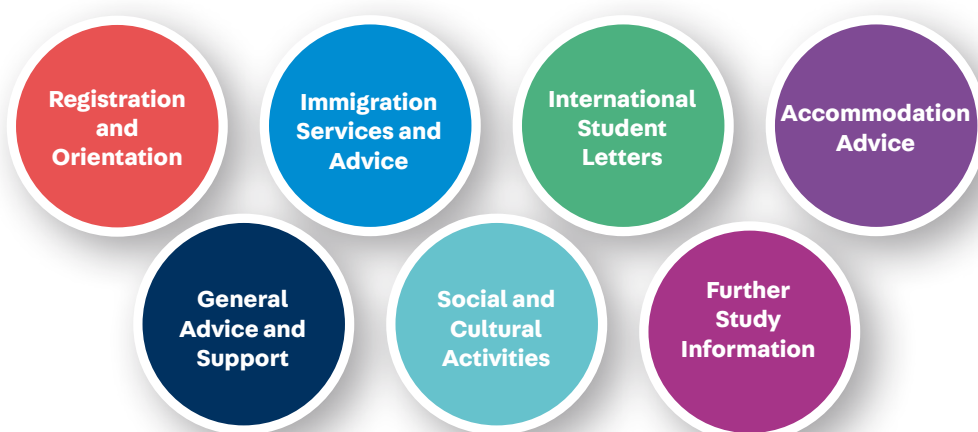 Registration
and
Orientation
Immigration
Services and
Advice
International
Student
Letters
Accommodation
Advice
General
Advice and
Support
Social and
Cultural
Activities
Further
Study
Information